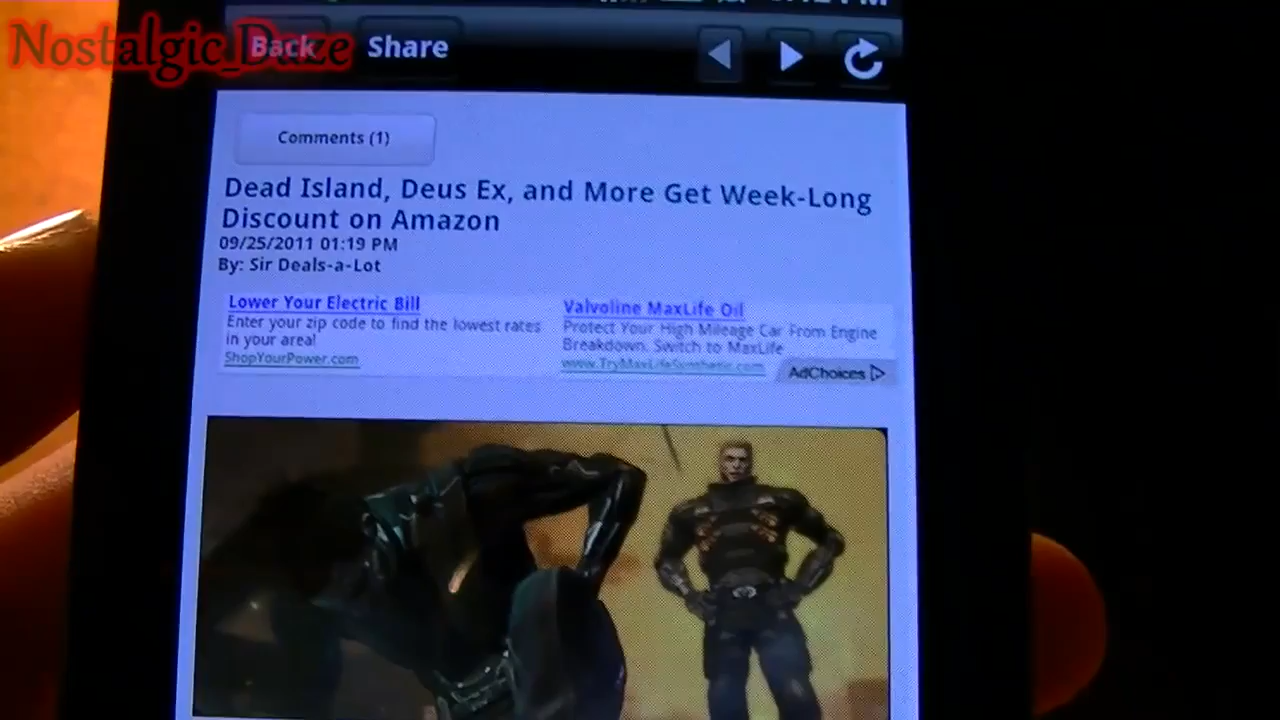 Nostalgic_Daze
Back
Share
Comments (1)
Dead Island, Deus Ex, and More Get Week-Long
Discount on Amazon
09/25/2011 01:19 PM
By: Sir Deals-a-Lot
Lower Your Electric Bill
Enter your zip code to find the lowest rates
in your area!
ShopYourPower.com
Valvoline MaxLife Oil
Protect Your High Mileage Car From Engine
Breakdown. Switch to MaxLife
www.TryMaxLifeSynthetic.com
AdChoices